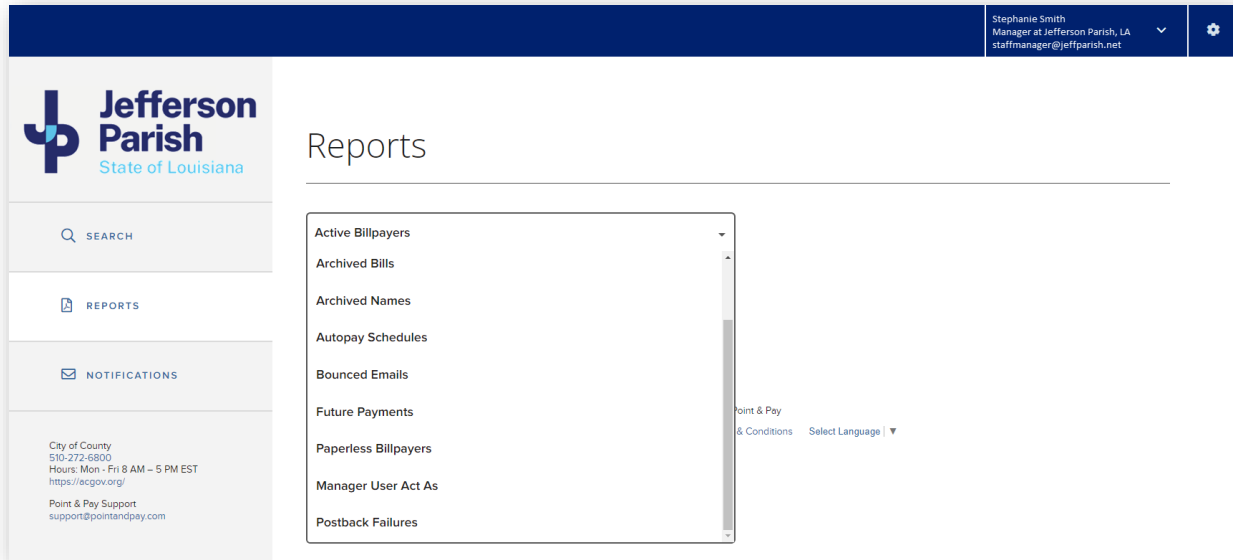 Stephanie Smith
Manager at Jefferson Parish, LA
staffmanager@jeffparish.net
Jefferson
Parish
State of Louisiana
SEARCH
REPORTS
NOTIFICATIONS
City of County
510-272-6800
Hours: Mon - Fri 8 AM – 5 PM EST
https://acgov.org/
Point & Pay Support
support@pointandpay.com
Reports
Active Billpayers
Archived Bills
Archived Names
Autopay Schedules
Bounced Emails
Future Payments
Paperless Billpayers
Manager User Act As
Postback Failures
Point & Pay
& Conditions Select Language | ▼